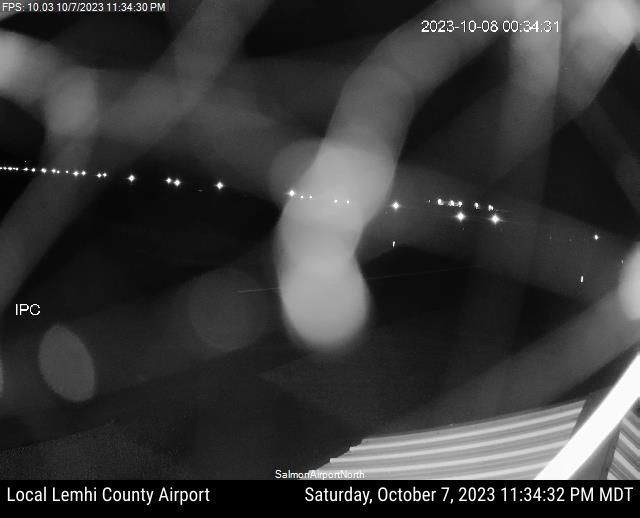 FPS: 10.03 10/7/2023 11:34:30 PM
2023-10-08 00:34:31
IPC
SalmonAirportNorth
Local Lemhi County Airport
Saturday, October 7, 2023 11:34:32 PM MDT